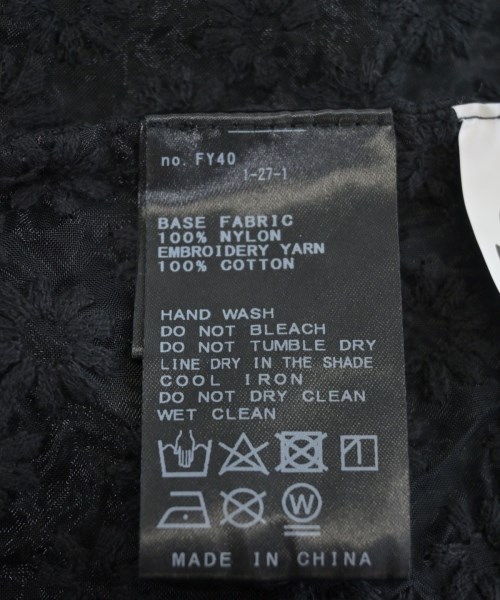 no. FY40
1-27-1
BASE FABRIC
100% NYLON
EMBROIDERY YARN
100% COTTON
HAND WASH
DO NOT BLEACH
DO NOT TUMBLE DRY
LINE DRY IN THE SHADE
COOL IRON
DO NOT DRY CLEAN
WET CLEAN
W
MADE IN CHINA